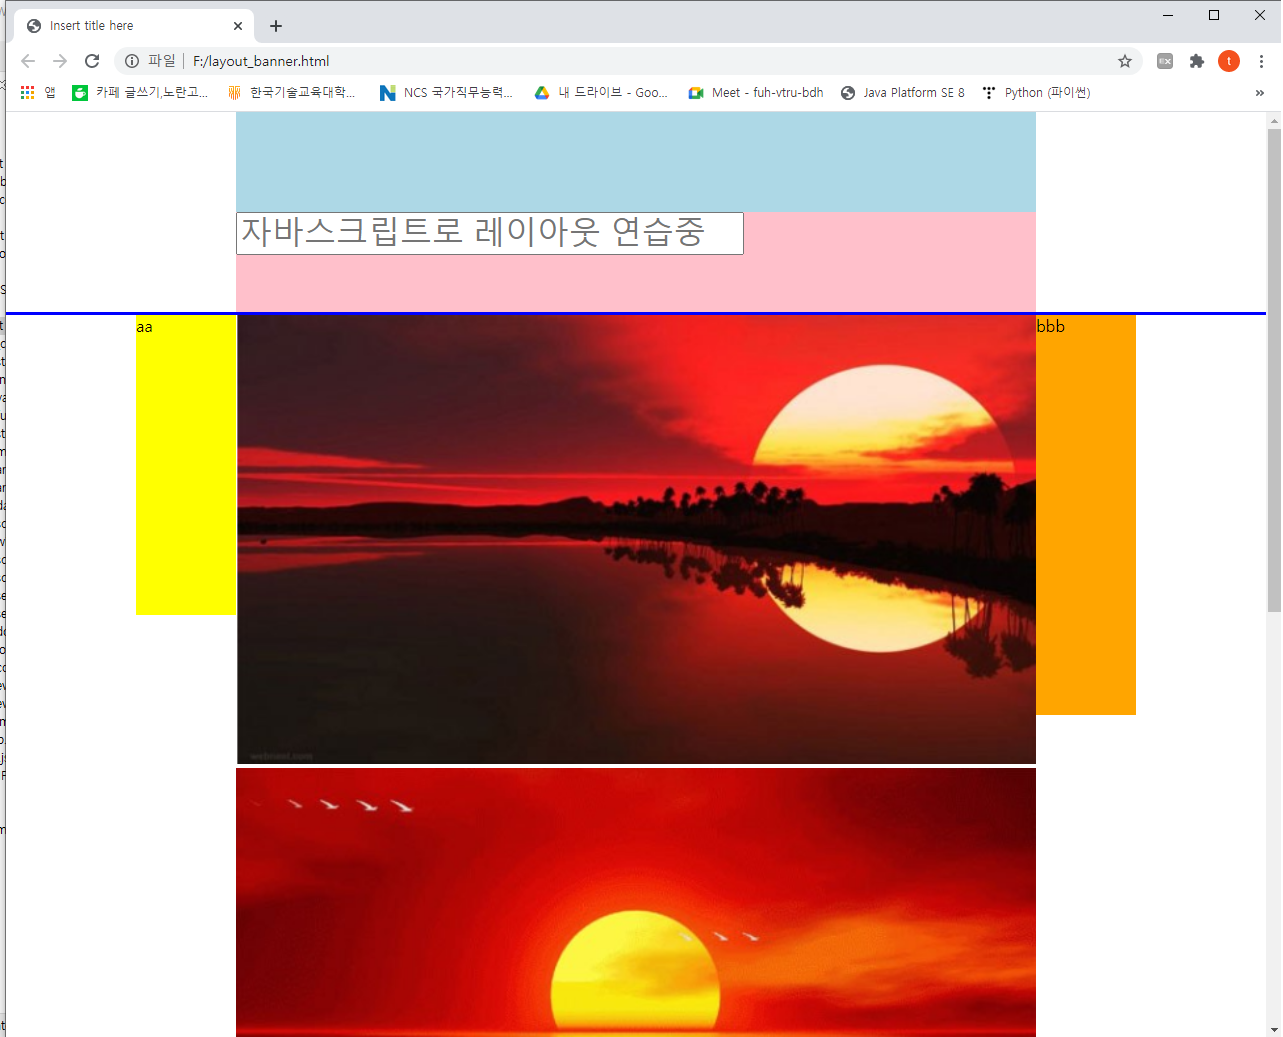 Insert title here
파일 F:/layout_banner.html
앱 카페 글쓰기,노란고... 한국기술교육대학... NCS 국가직무능력... 내 드라이브 - Goo... Meet - fuh-vtru-bdh Java Platform SE 8 Python (파이썬) »
자바스크립트로 레이아웃 연습중
aa bbb